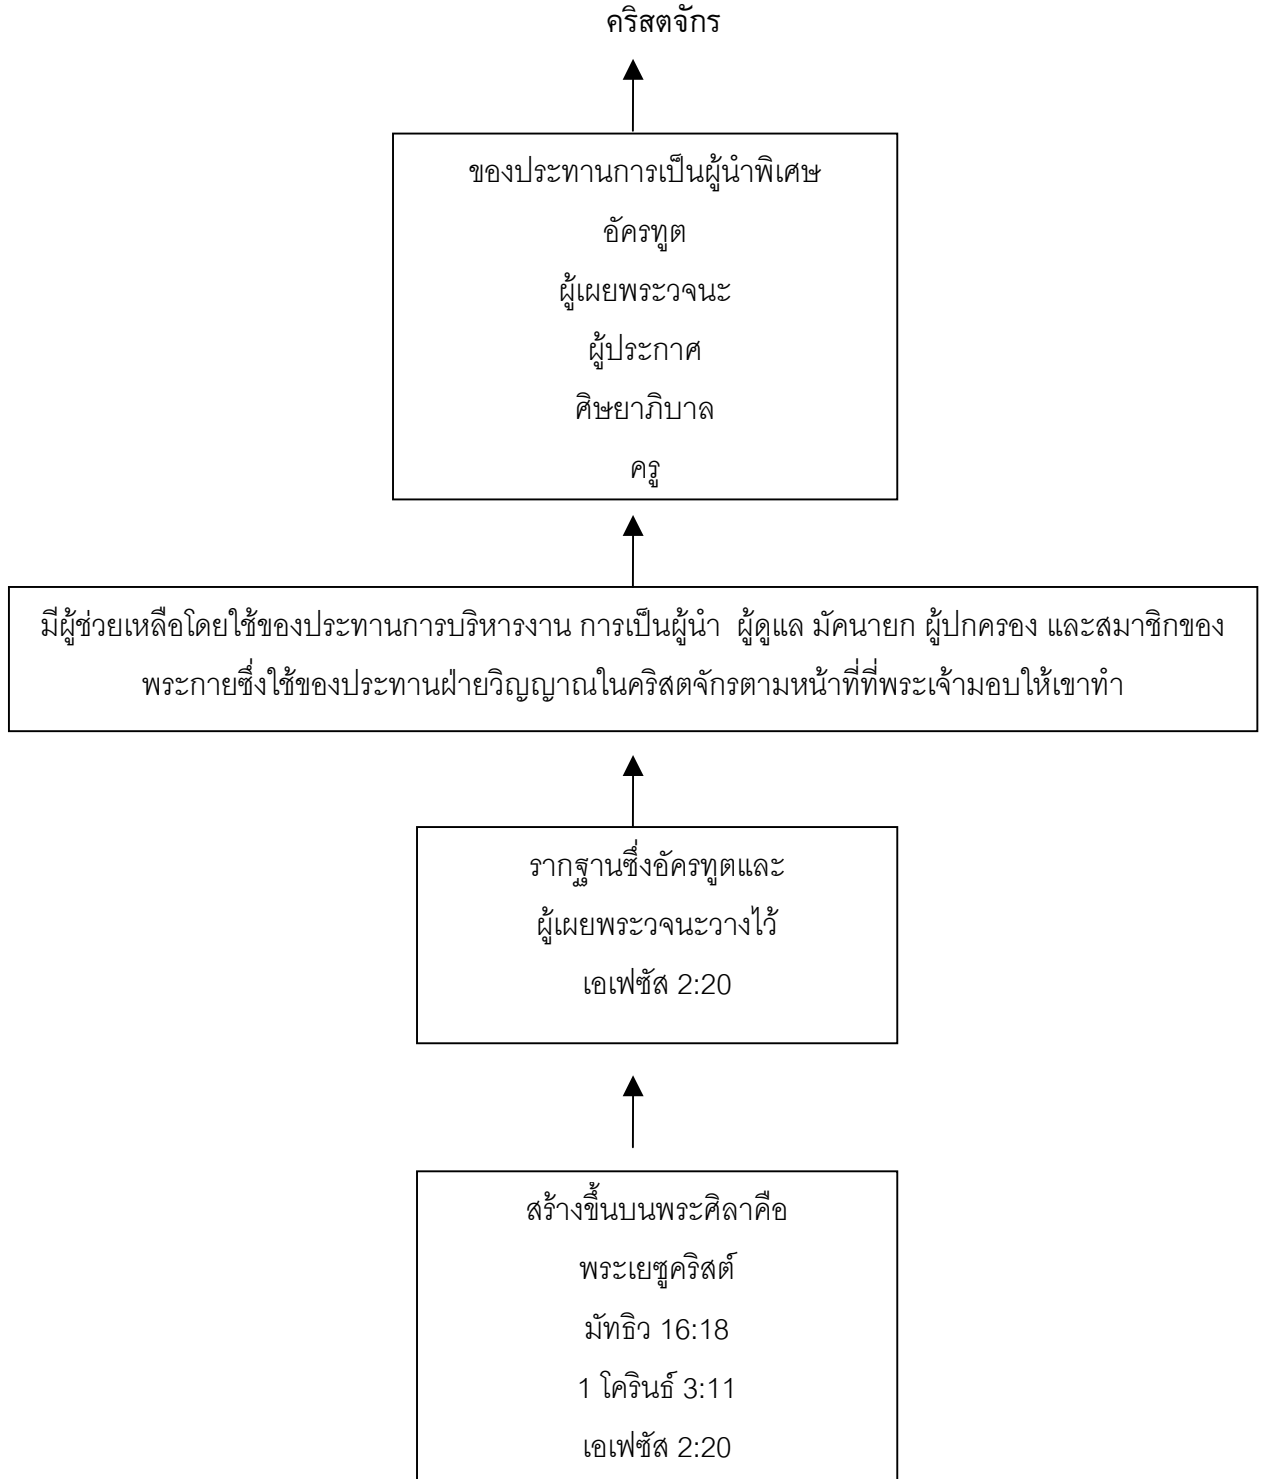 คริสตจักร
ของประทานการเป็นผู้นำพิเศษ
อัครทูต
ผู้เผยพระวจนะ
ผู้ประกาศ
ศิษยาภิบาล
ครู
มีผู้ช่วยเหลือโดยใช้ของประทานการบริหารงาน การเป็นผู้นำ ผู้ดูแล มัคนายก ผู้ปกครอง และสมาชิกของ
พระกายซึ่งใช้ของประทานฝ่ายวิญญาณในคริสตจักรตามหน้าที่ที่พระเจ้ามอบให้เขาทำ
รากฐานซึ่งอัครทูตและ
ผู้เผยพระวจนะวางไว้
เอเฟซัส 2:20
สร้างขึ้นบนพระศิลาคือ
พระเยซูคริสต์
มัทธิว 16:18
1 โครินธ์ 3:11
เอเฟซัส 2:20